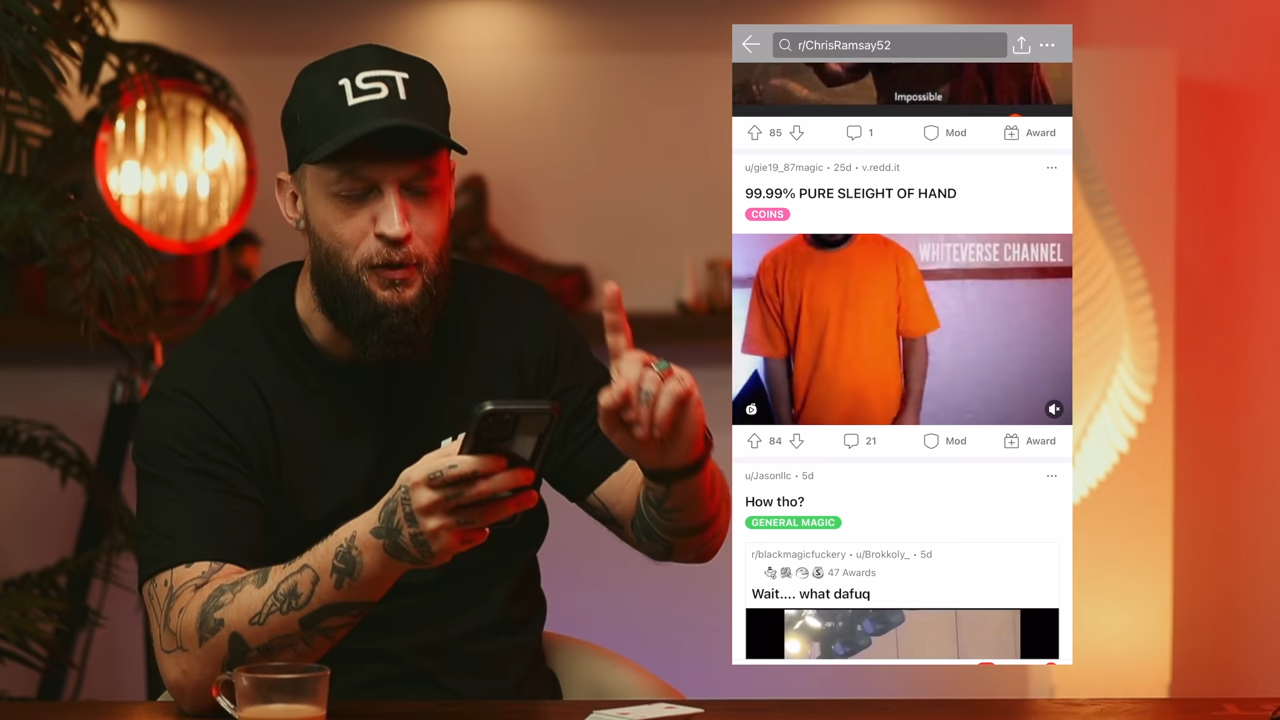 1ST
r/ChrisRamsay52
Impossible
85 1 Mod Award
u/gie19_87magic • 25d • v.redd.it
99.99% PURE SLEIGHT OF HAND
COINS
WHITEVERSE CHANNEL
84 21 Mod Award
u/JasonIlc • 5d
How tho?
GENERAL MAGIC
r/blackmagicfuckery • u/Brokkoly_ • 5d
47 Awards
Wait.... what dafuq